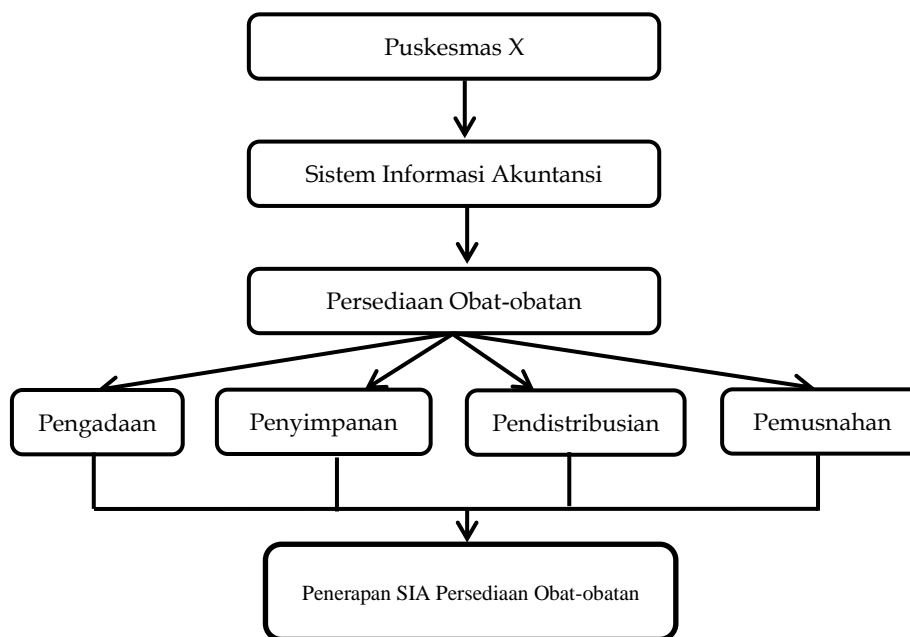 Puskesmas X
Sistem Informasi Akuntansi
Persediaan Obat-obatan
Pengadaan
Penyimpanan
Pendistribusian
Pemusnahan
Penerapan SIA Persediaan Obat-obatan